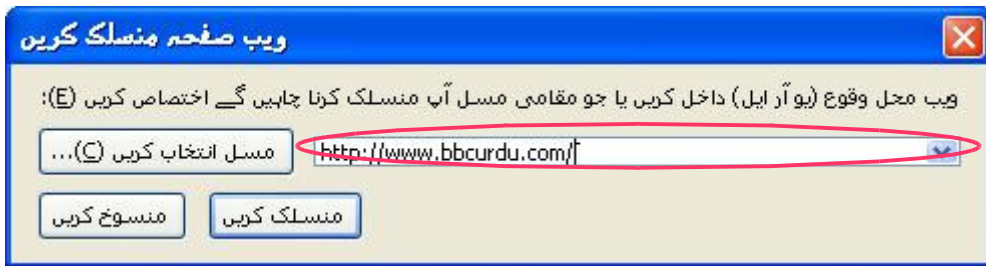 ویب صفحہ منسلک کریں
ویب محل وقوع (یو آر ایل) داخل کریں یا جو مقامی مسل آپ منسلک کرنا چاہیں گے اختصاص کریں (E):
http://www.bbcurdu.com/
مسل انتخاب کریں (C)...
منسلک کریں
منسوخ کریں